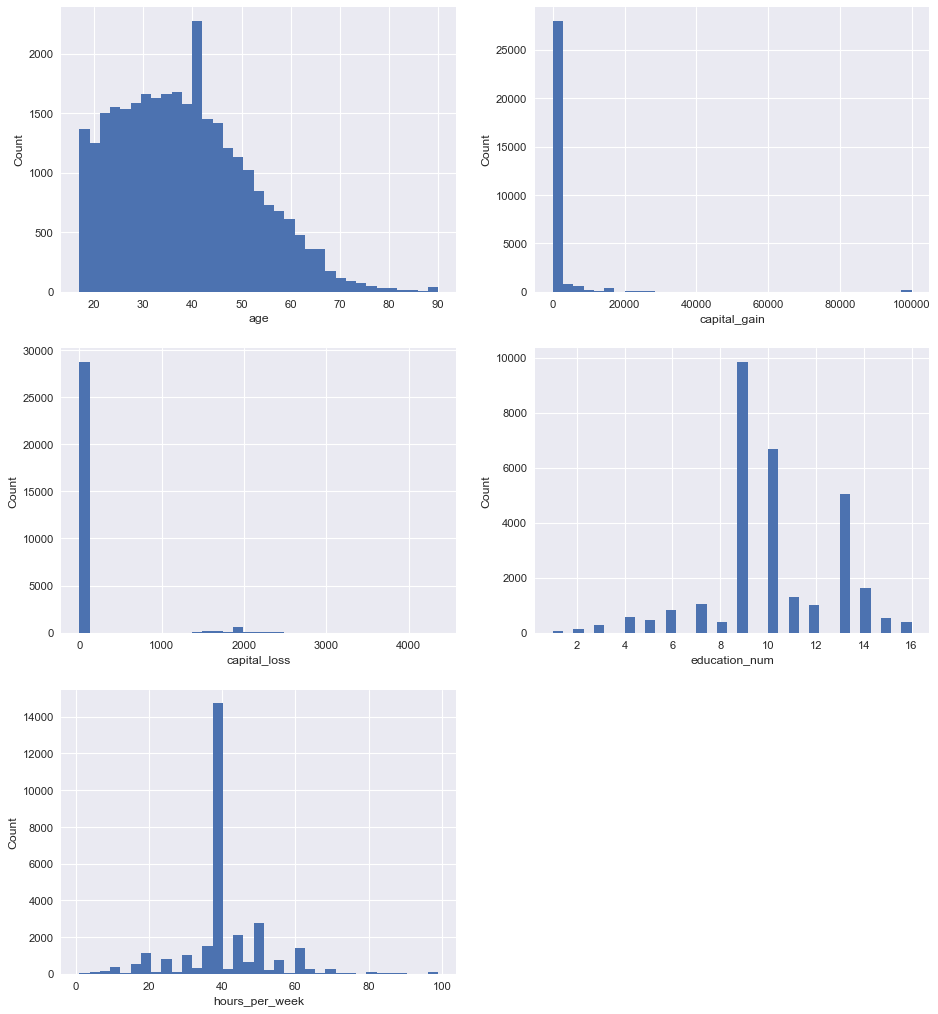 2000
1500
1000
500
0
Count
20 30 40 50 60 70 80 90
age
25000
20000
15000
10000
5000
0
Count
0 20000 40000 60000 80000 100000
capital_gain
30000
25000
20000
15000
10000
5000
0
Count
0 1000 2000 3000 4000
capital_loss
10000
8000
6000
4000
2000
0
Count
2 4 6 8 10 12 14 16
education_num
14000
12000
10000
8000
6000
4000
2000
0
Count
0 20 40 60 80 100
hours_per_week